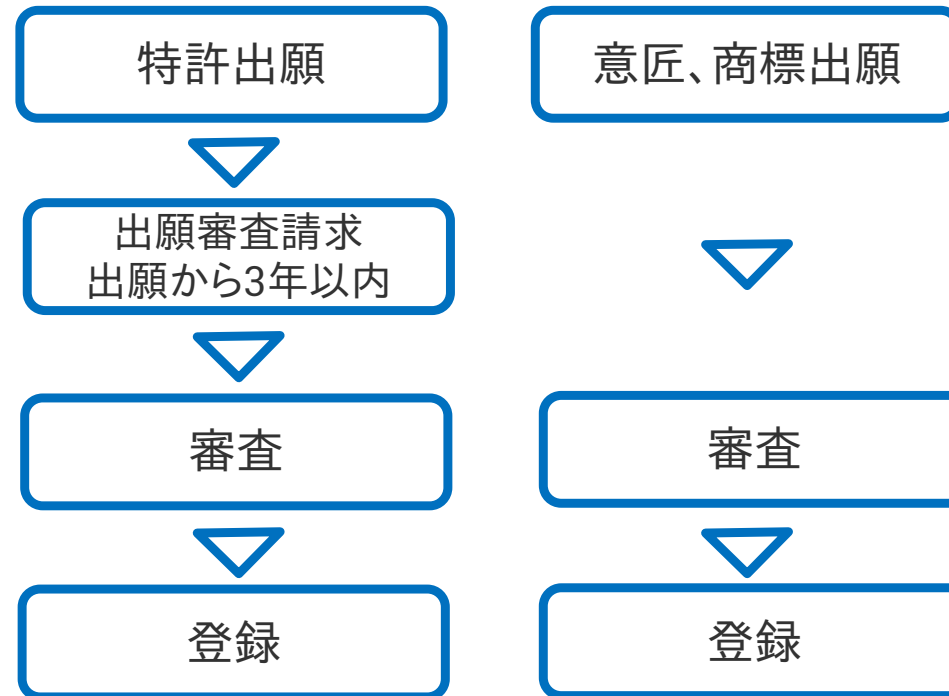 特許出願
出願審査請求
出願から3年以内
審査
登録
意匠、商標出願
審査
登録